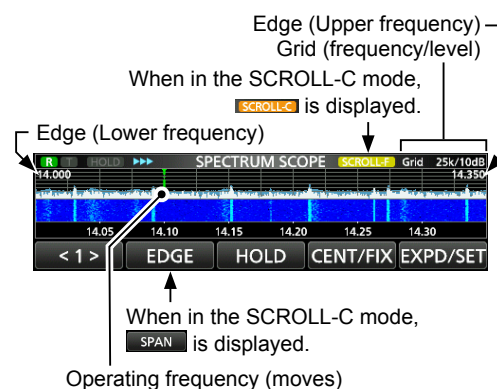 Edge (Upper frequency)
Grid (frequency/level)
When in the SCROLL-C mode,
SCROLL-C is displayed.
Edge (Lower frequency)
R T HOLD SPECTRUM SCOPE SCROLL-F Grid 25k/10dB
14.000 14.350
14.05 14.10 14.15 14.20 14.25 14.30
< 1 > EDGE HOLD CENT/FIX EXPD/SET
When in the SCROLL-C mode,
SPAN is displayed.
Operating frequency (moves)